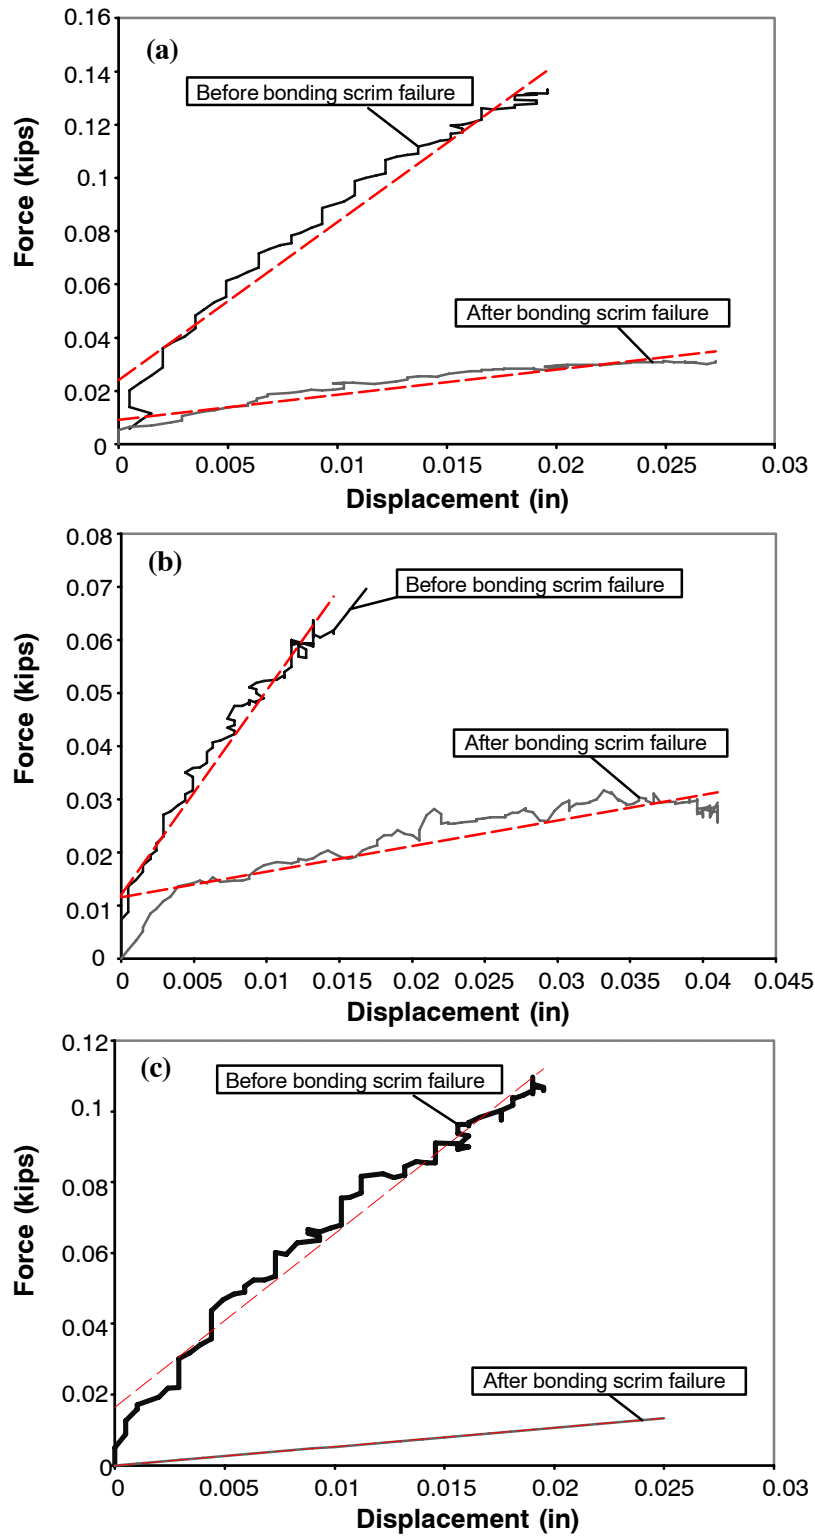 (a)
0.16
0.14
0.12
0.1
0.08
0.06
0.04
0.02
0
Force (kips)
Before bonding scrim failure
After bonding scrim failure
0 0.005 0.01 0.015 0.02 0.025 0.03
Displacement (in)
(b)
0.08
0.07
0.06
0.05
0.04
0.03
0.02
0.01
0
Force (kips)
Before bonding scrim failure
After bonding scrim failure
0 0.005 0.01 0.015 0.02 0.025 0.03 0.035 0.04 0.045
Displacement (in)
(c)
0.12
0.1
0.08
0.06
0.04
0.02
0
Force (kips)
Before bonding scrim failure
After bonding scrim failure
0 0.005 0.01 0.015 0.02 0.025 0.03
Displacement (in)